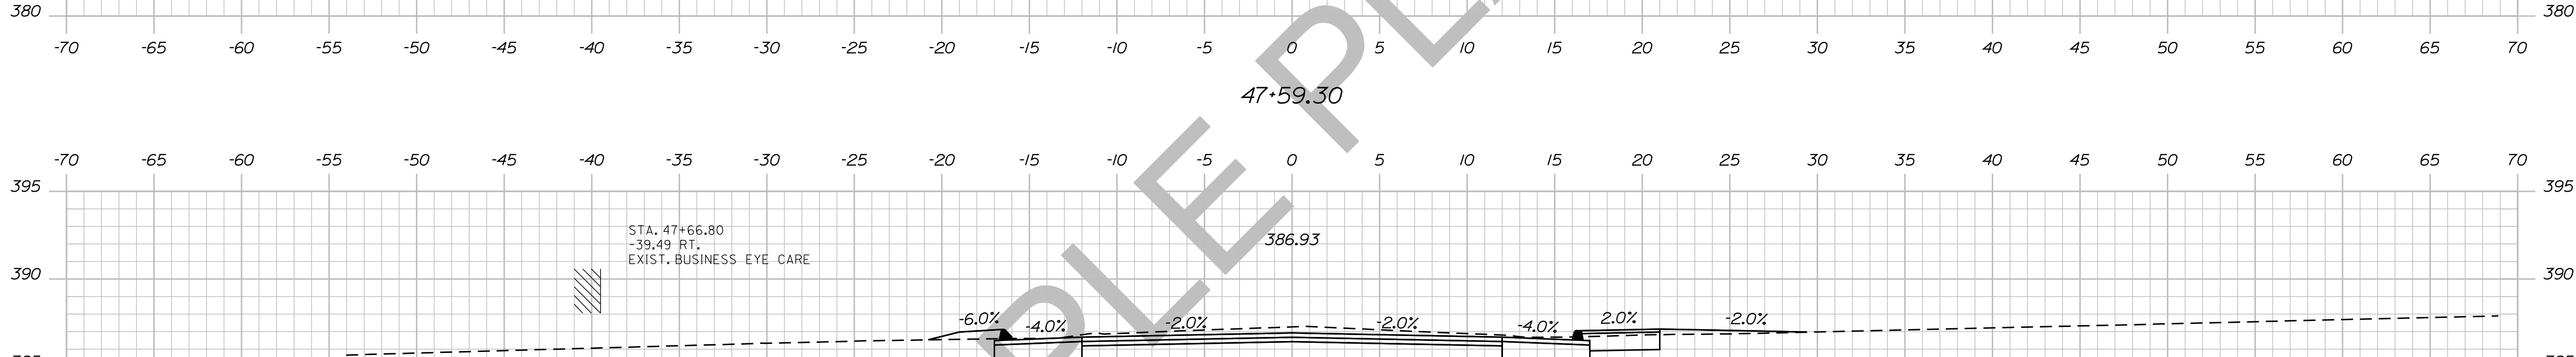 380 380
-70 -65 -60 -55 -50 -45 -40 -35 -30 -25 -20 -15 -10 -5 0 5 10 15 20 25 30 35 40 45 50 55 60 65 70
47+59.30
-70 -65 -60 -55 -50 -45 -40 -35 -30 -25 -20 -15 -10 -5 0 5 10 15 20 25 30 35 40 45 50 55 60 65 70
395 395
STA. 47+66.80
-39.49 RT.
EXIST. BUSINESS EYE CARE
386.93
390 390
-6.0% -4.0% -2.0% -2.0% -4.0% 2.0% -2.0%
PLE PL